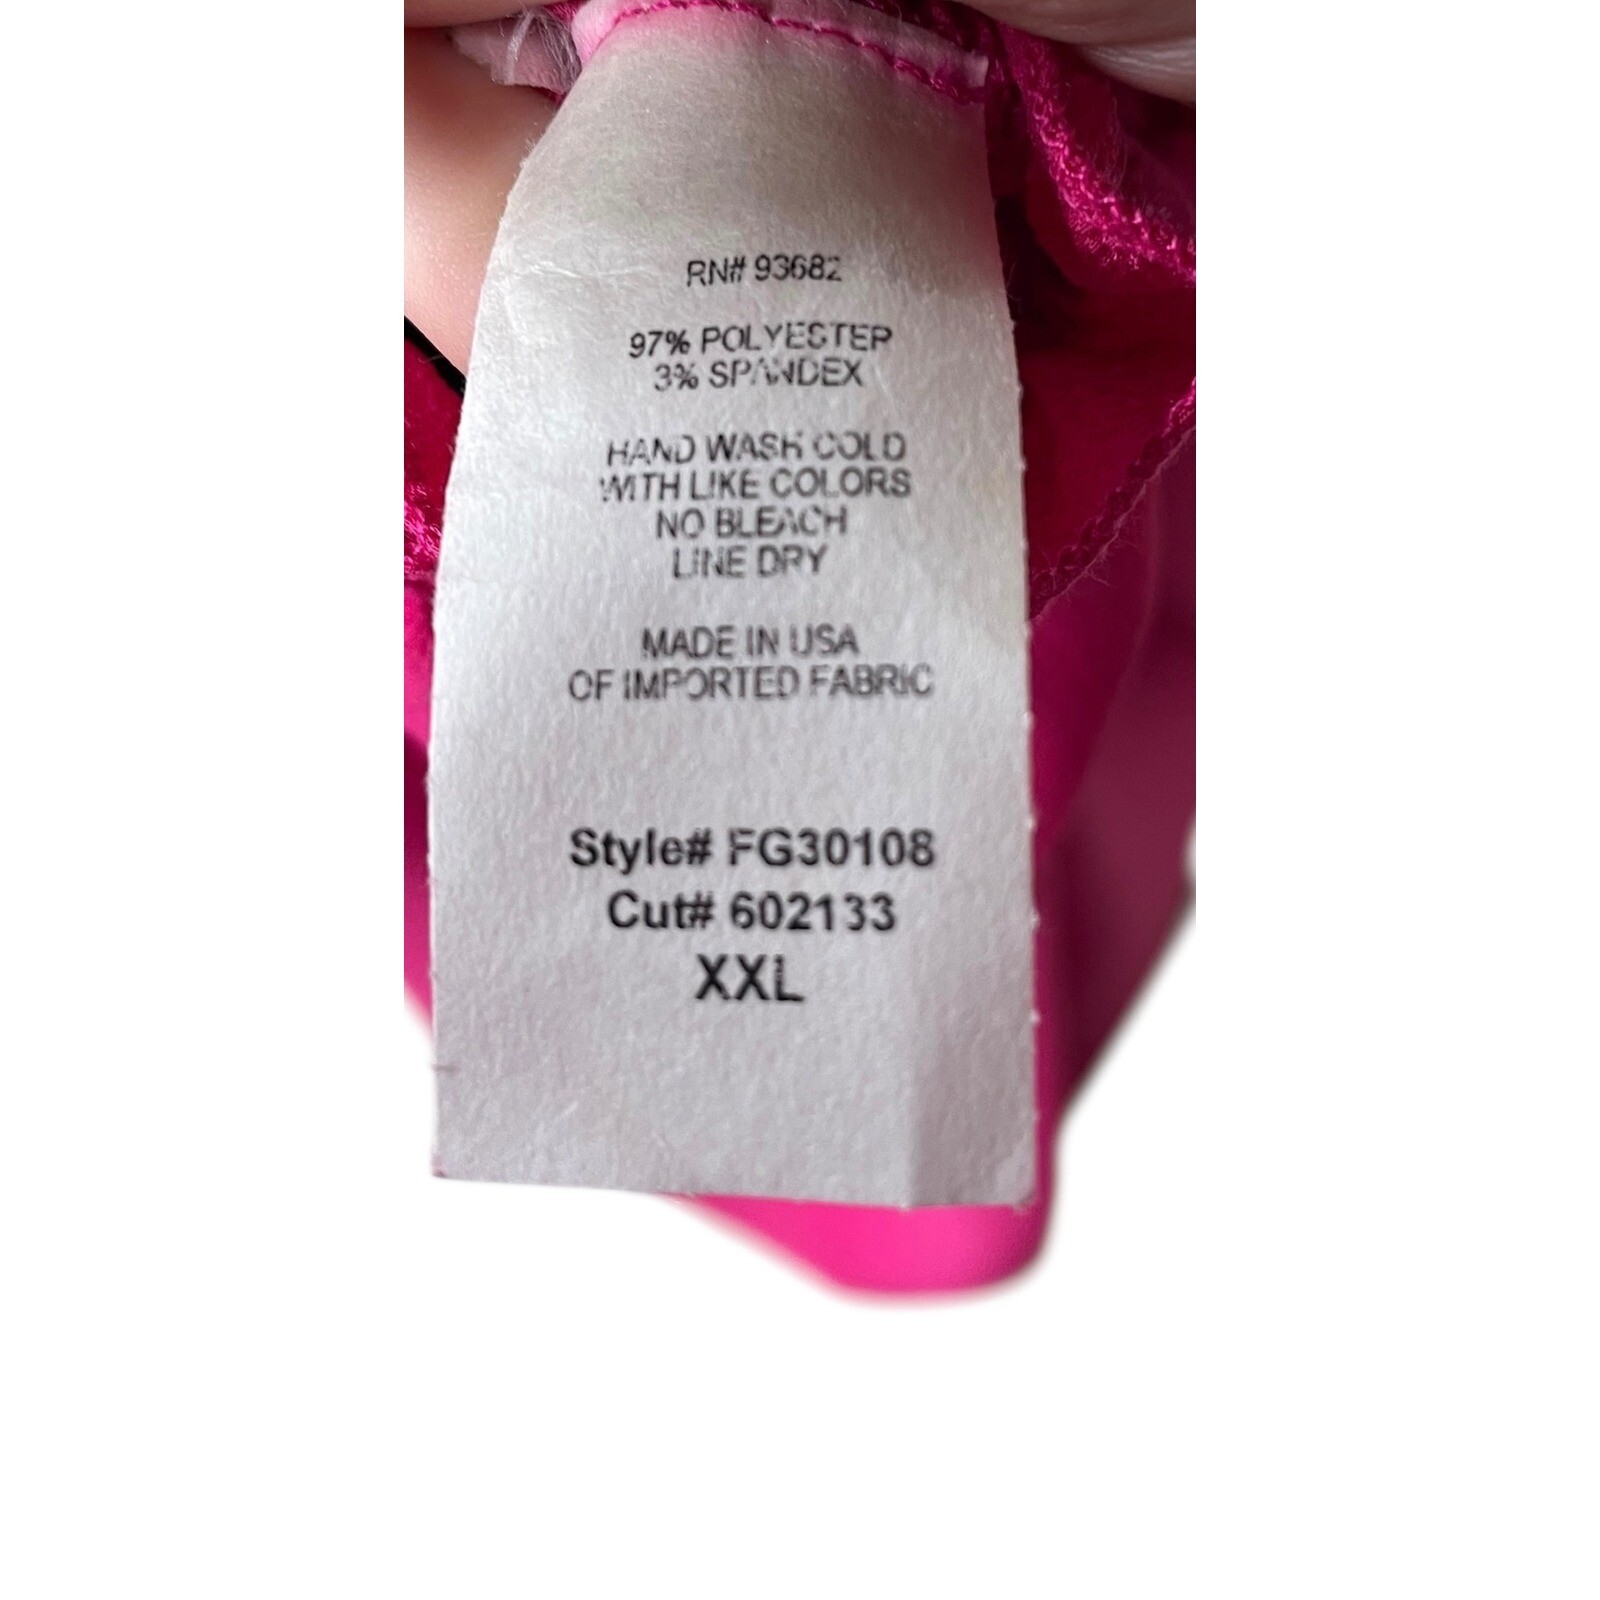 RN# 93682
97% POLYESTER
3% SPANDEX
HAND WASH COLD
WITH LIKE COLORS
NO BLEACH
LINE DRY
MADE IN USA
OF IMPORTED FABRIC
Style# FG30108
Cut# 602133
XXL